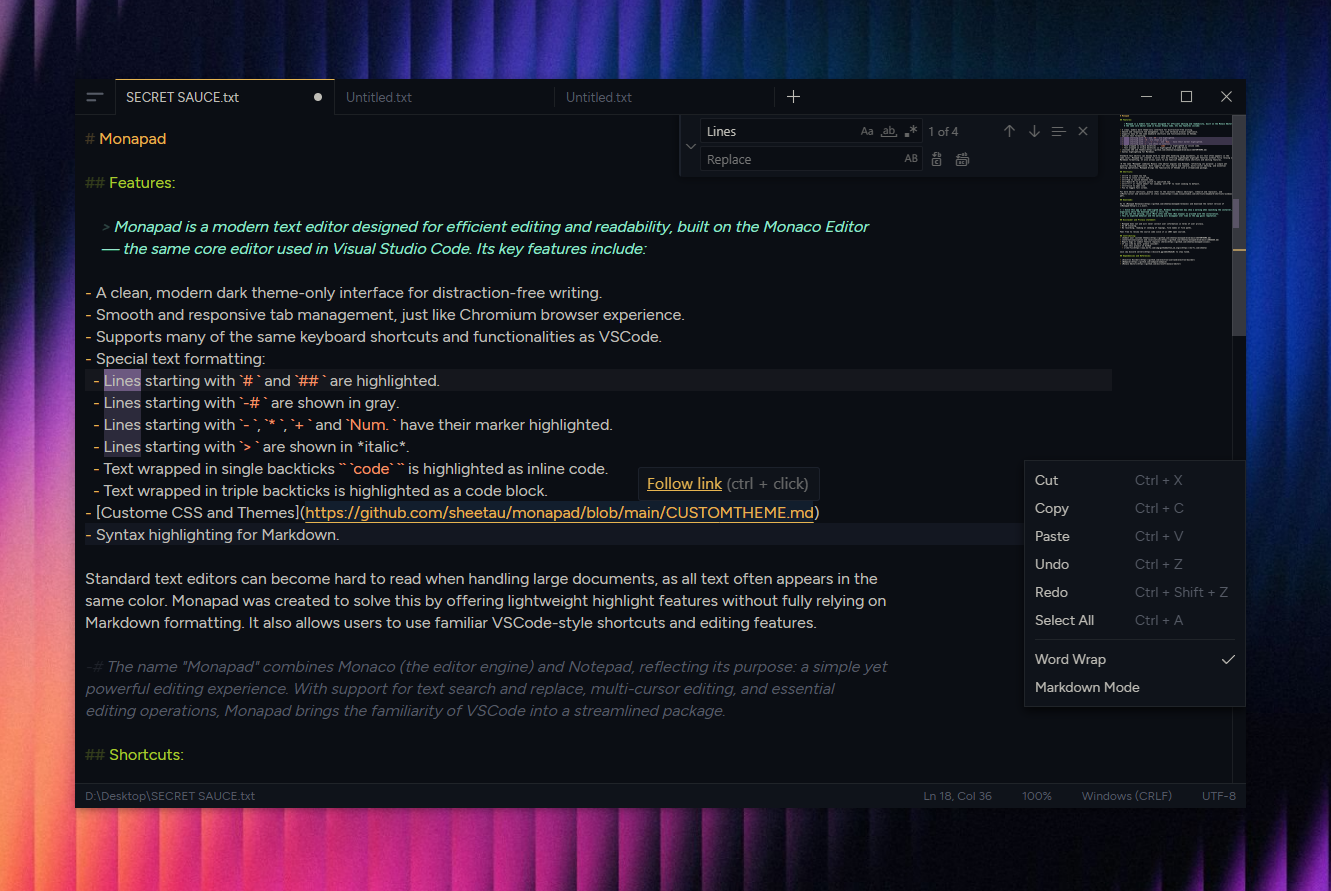 SECRET SAUCE.txt
Untitled.txt
Untitled.txt
Lines
Aa
ab
1 of 4
Replace
AB
# Monapad
## Features:
> Monapad is a modern text editor designed for efficient editing and readability, built on the Monaco Editor
— the same core editor used in Visual Studio Code. Its key features include:
- A clean, modern dark theme-only interface for distraction-free writing.
- Smooth and responsive tab management, just like Chromium browser experience.
- Supports many of the same keyboard shortcuts and functionalities as VSCode.
- Special text formatting:
- Lines starting with `# ` and `## ` are highlighted.
- Lines starting with `-# ` are shown in gray.
- Lines starting with `- `, `* `, `+ ` and `Num. ` have their marker highlighted.
- Lines starting with `> ` are shown in *italic*.
- Text wrapped in single backticks `` `code` `` is highlighted as inline code.
- Text wrapped in triple backticks is highlighted as a code block.
Follow link (ctrl + click)
- [Custome CSS and Themes](https://github.com/sheetau/monapad/blob/main/CUSTOMTHEME.md)
- Syntax highlighting for Markdown.
Standard text editors can become hard to read when handling large documents, as all text often appears in the
same color. Monapad was created to solve this by offering lightweight highlight features without fully relying on
Markdown formatting. It also allows users to use familiar VSCode-style shortcuts and editing features.
-# The name "Monapad" combines Monaco (the editor engine) and Notepad, reflecting its purpose: a simple yet
powerful editing experience. With support for text search and replace, multi-cursor editing, and essential
editing operations, Monapad brings the familiarity of VSCode into a streamlined package.
## Shortcuts:
Cut Ctrl + X
Copy Ctrl + C
Paste Ctrl + V
Undo Ctrl + Z
Redo Ctrl + Shift + Z
Select All Ctrl + A
Word Wrap
Markdown Mode
D:\Desktop\SECRET SAUCE.txt
Ln 18, Col 36
100%
Windows (CRLF)
UTF-8